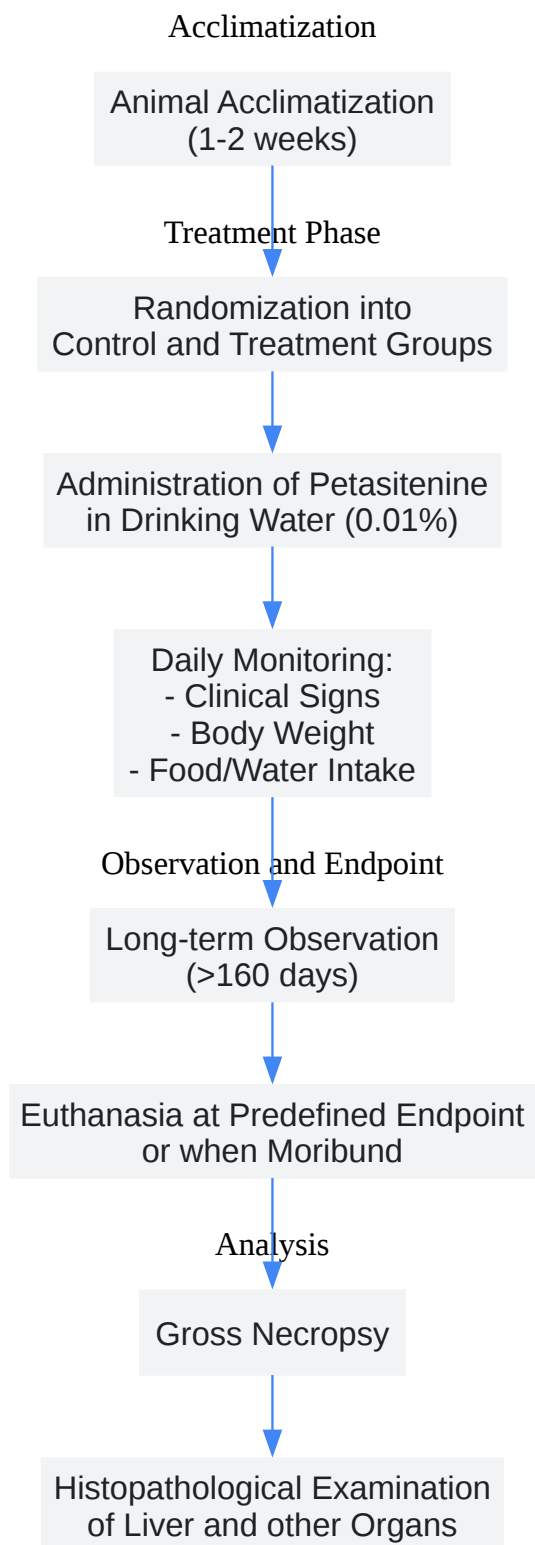 Acclimatization
Animal Acclimatization
(1-2 weeks)
Treatment Phase
Randomization into
Control and Treatment Groups
Administration of Petasitenine
in Drinking Water (0.01%)
Daily Monitoring:
- Clinical Signs
- Body Weight
- Food/Water Intake
Observation and Endpoint
Long-term Observation
(>160 days)
Euthanasia at Predefined Endpoint
or when Moribund
Analysis
Gross Necropsy
Histopathological Examination
of Liver and other Organs